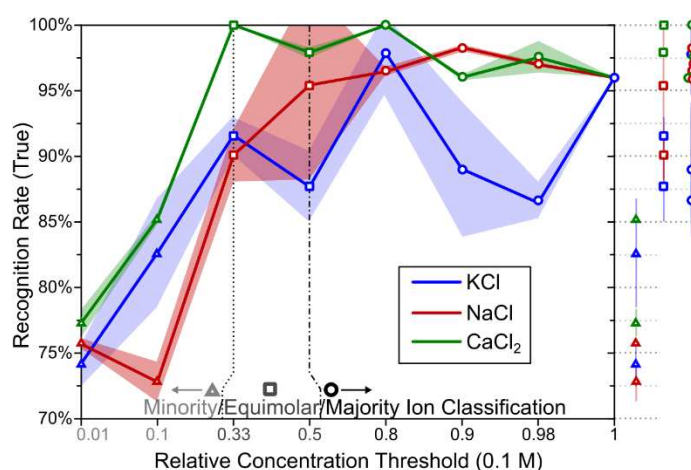 100%
95%
90%
85%
80%
75%
70%
Recognition Rate (True)
KCl
NaCl
CaCl₂
Minority/Equimolar/Majority Ion Classification
0.01 0.1 0.33 0.5 0.8 0.9 0.98 1
Relative Concentration Threshold (0.1 M)